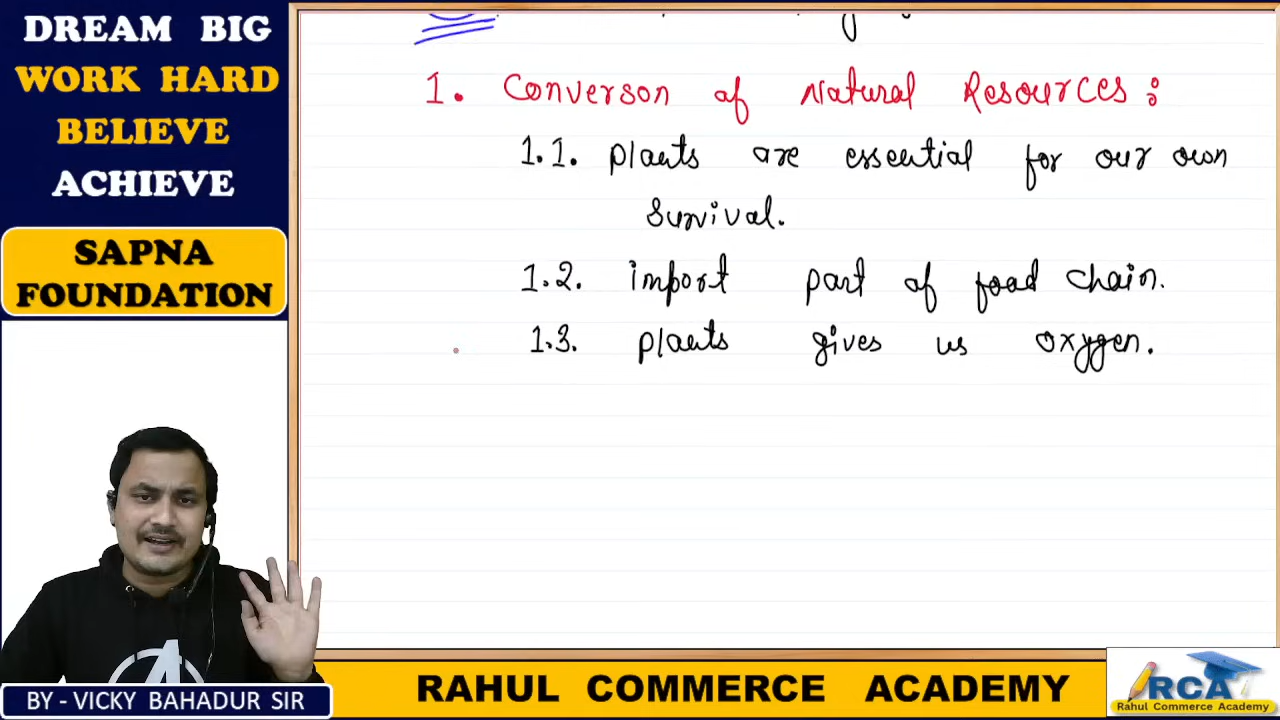 DREAM BIG
WORK HARD
BELIEVE
ACHIEVE
SAPNA
FOUNDATION
1. Converson of Natural Resources:
1.1. plants are essential for our own
survival.
1.2. import part of food chain.
1.3. plants gives us oxygen.
BY - VICKY BAHADUR SIR
RAHUL COMMERCE ACADEMY
RCA
Rahul Commerce Academy